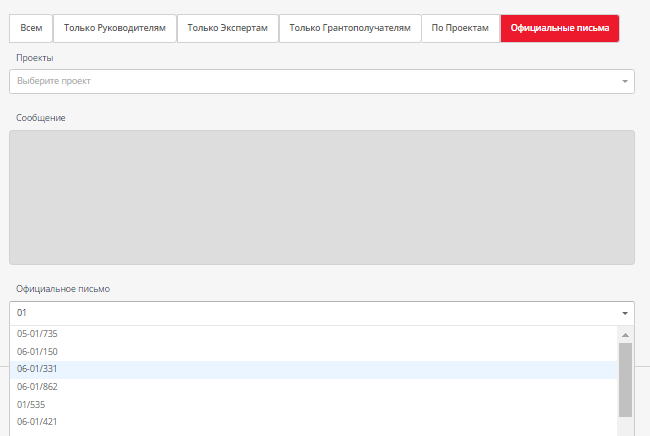 Всем Только Руководителям Только Экспертам Только Грантополучателям По Проектам Официальные письма
Проекты
Выберите проект
Сообщение
Официальное письмо
01
05-01/735
06-01/150
06-01/331
06-01/862
01/535
06-01/421